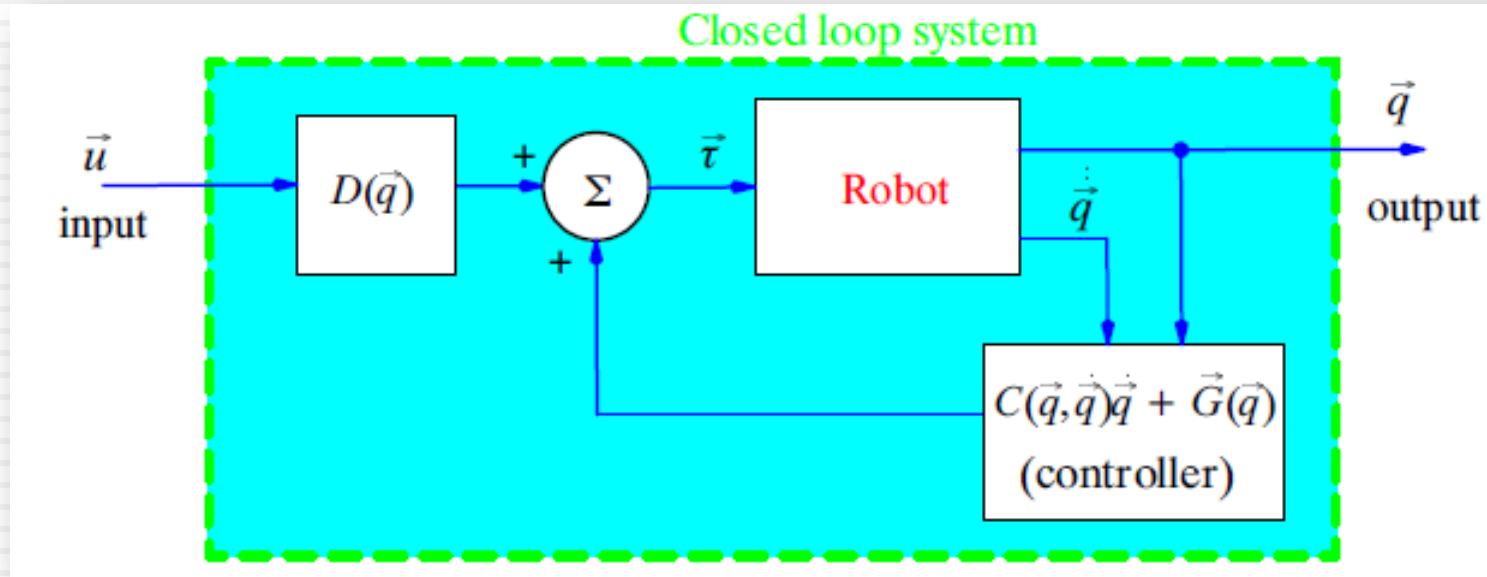 Closed loop system
u⃗
input
D(q⃗)
+
Σ
+
τ⃗
Robot
q⃗̇
q⃗
output
C(q⃗,q⃗̇)q⃗̇ + G⃗(q⃗)
(controller)